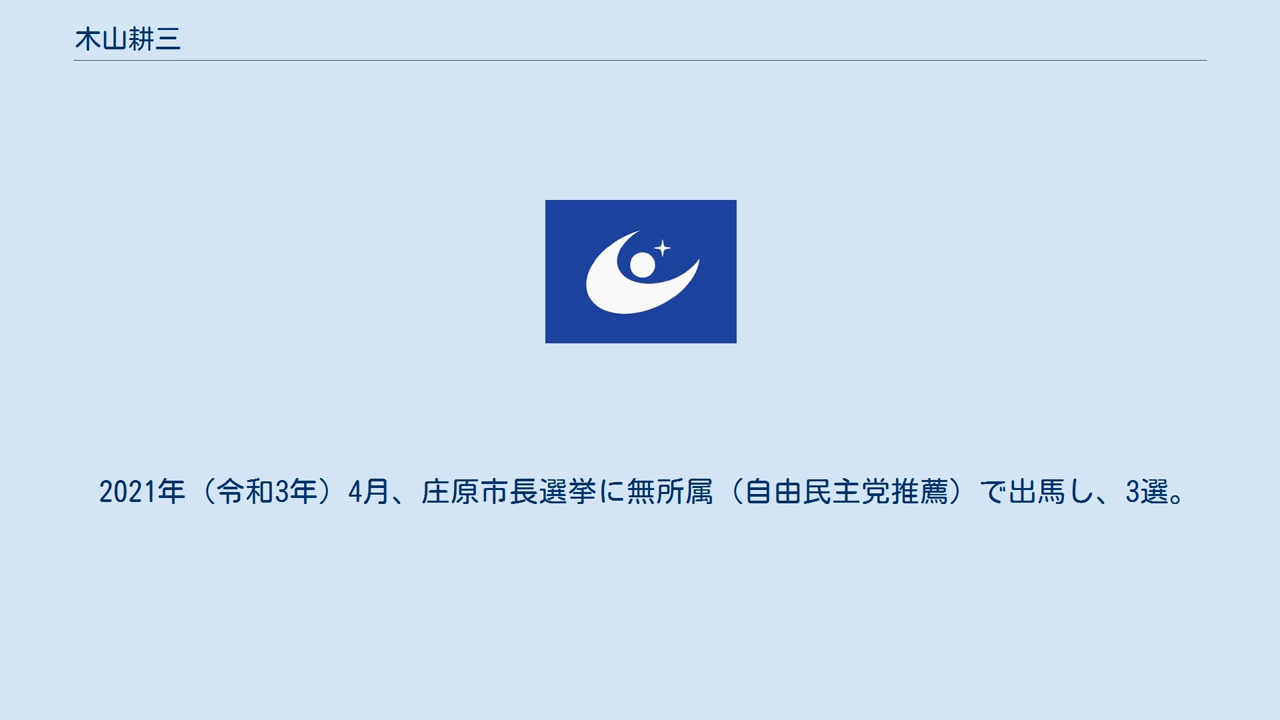 木山耕三
2021年（令和3年）4月、庄原市長選挙に無所属（自由民主党推薦）で出馬し、3選。